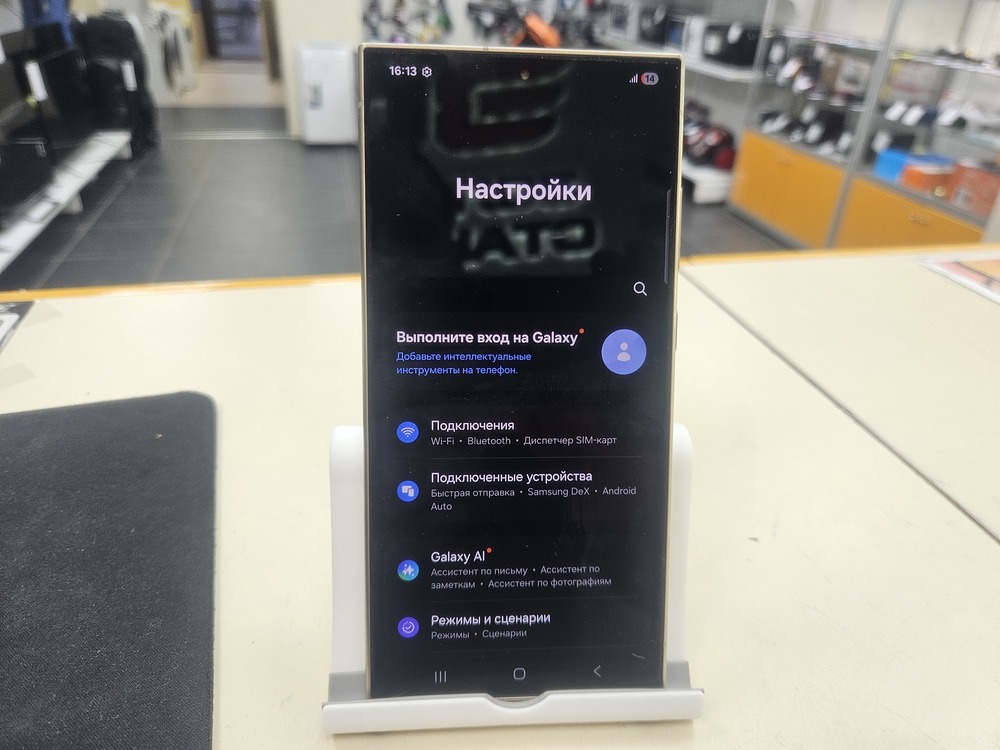 16:13
14
Настройки
Выполните вход на Galaxy
Добавьте интеллектуальные
инструменты на телефон.
Подключения
Wi-Fi • Bluetooth • Диспетчер SIM-карт
Подключенные устройства
Быстрая отправка • Samsung DeX • Android
Auto
Galaxy AI
Ассистент по письму • Ассистент по
заметкам • Ассистент по фотографиям
Режимы и сценарии
Режимы • Сценарии